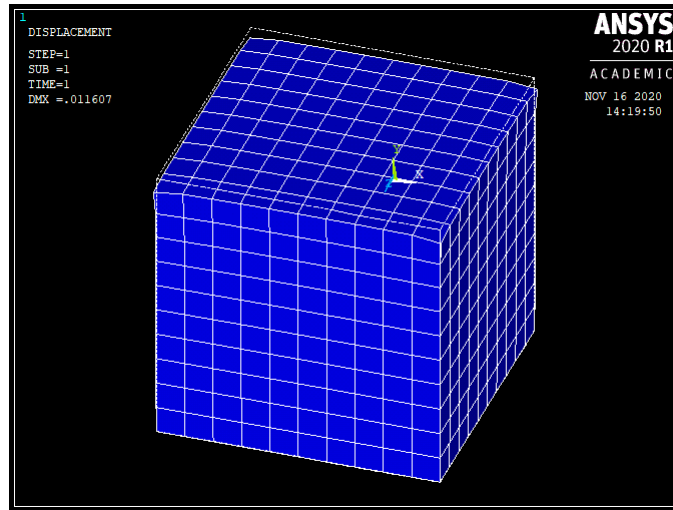 1
DISPLACEMENT
STEP=1
SUB =1
TIME=1
DMX =.011607
ANSYS
2020 R1
ACADEMIC
NOV 16 2020
14:19:50
Y
X
Z